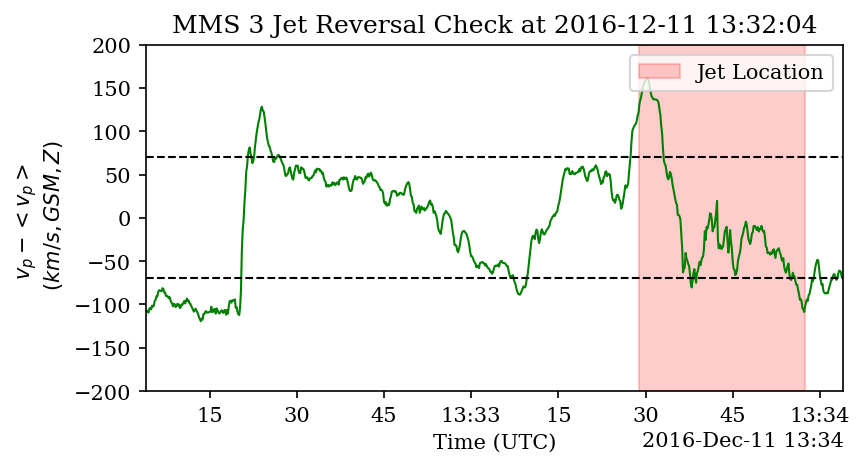 MMS 3 Jet Reversal Check at 2016-12-11 13:32:04
Jet Location
200
150
100
50
0
−50
−100
−150
−200
v_p − < v_p >
(km/s, GSM, Z)
15 30 45 13:33 15 30 45 13:34
Time (UTC)
2016-Dec-11 13:34